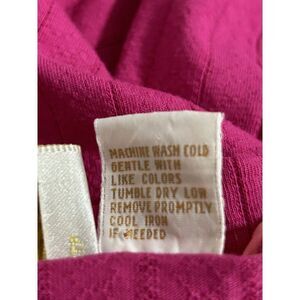 MACHINE WASH COLD
GENTLE WITH
LIKE COLORS
TUMBLE DRY LOW
REMOVE PROMPTLY
COOL IRON
IF NEEDED